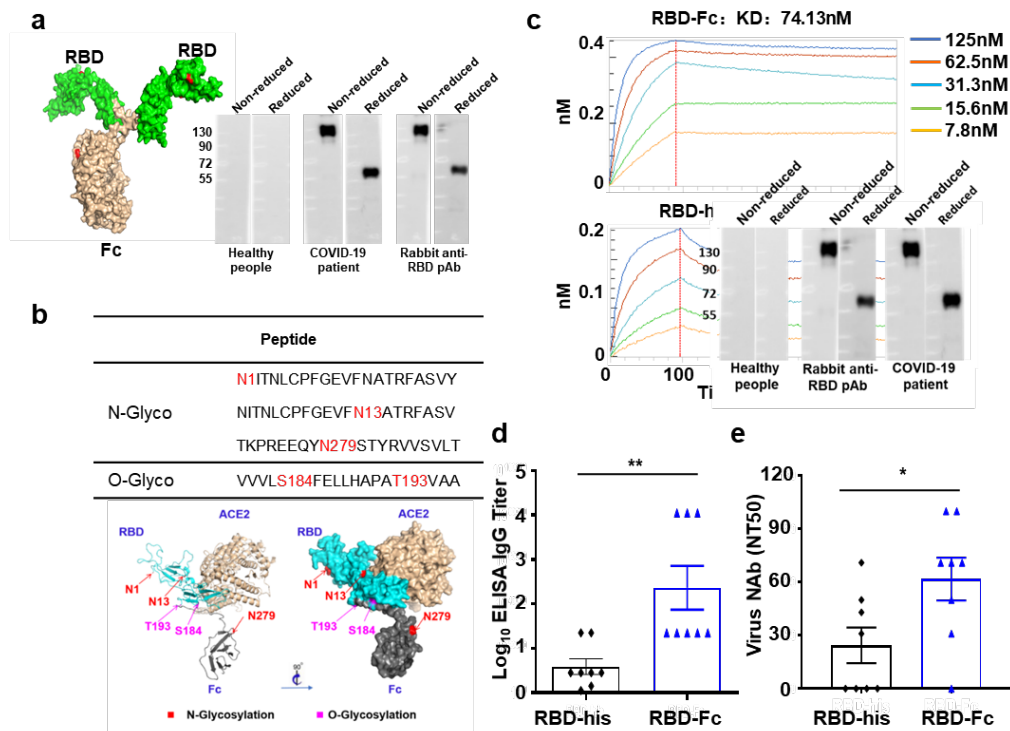 a
RBD
RBD
Fc
Non-reduced
Reduced
Non-reduced
Reduced
Non-reduced
Reduced
130
90
72
55
Healthy people
COVID-19 patient
Rabbit anti-RBD pAb
b
Peptide
N-Glyco
N1ITNLCPFGEVFNATRFASVY
NITNLCPFGEVFN13ATRFASV
TKPREEQYN279STYRVVSVLT
O-Glyco
VVVLS184FELLHAPAT193VAA
RBD
ACE2
N1
N13
T193
S184
N279
Fc
90°
ACE2
RBD
N1
N13
T193
S184
N279
Fc
N-Glycosylation
O-Glycosylation
c
RBD-Fc: KD: 74.13nM
0.4
0.2
0
nM
125nM
62.5nM
31.3nM
15.6nM
7.8nM
RBD-h
0.2
0.1
0
nM
100
Ti
Non-reduced
Reduced
Non-reduced
Reduced
Non-reduced
Reduced
130
90
72
55
Healthy people
Rabbit anti-RBD pAb
COVID-19 patient
d
**
Log10 ELISA IgG Titer
5
4
3
2
1
0
RBD-his
RBD-Fc
e
*
Virus NAb (NT50)
120
90
60
30
0
RBD-his
RBD-Fc